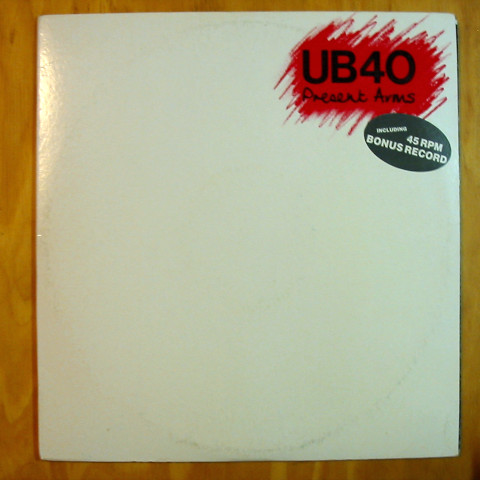 UB40
Present Arms
INCLUDING
45 RPM
BONUS RECORD